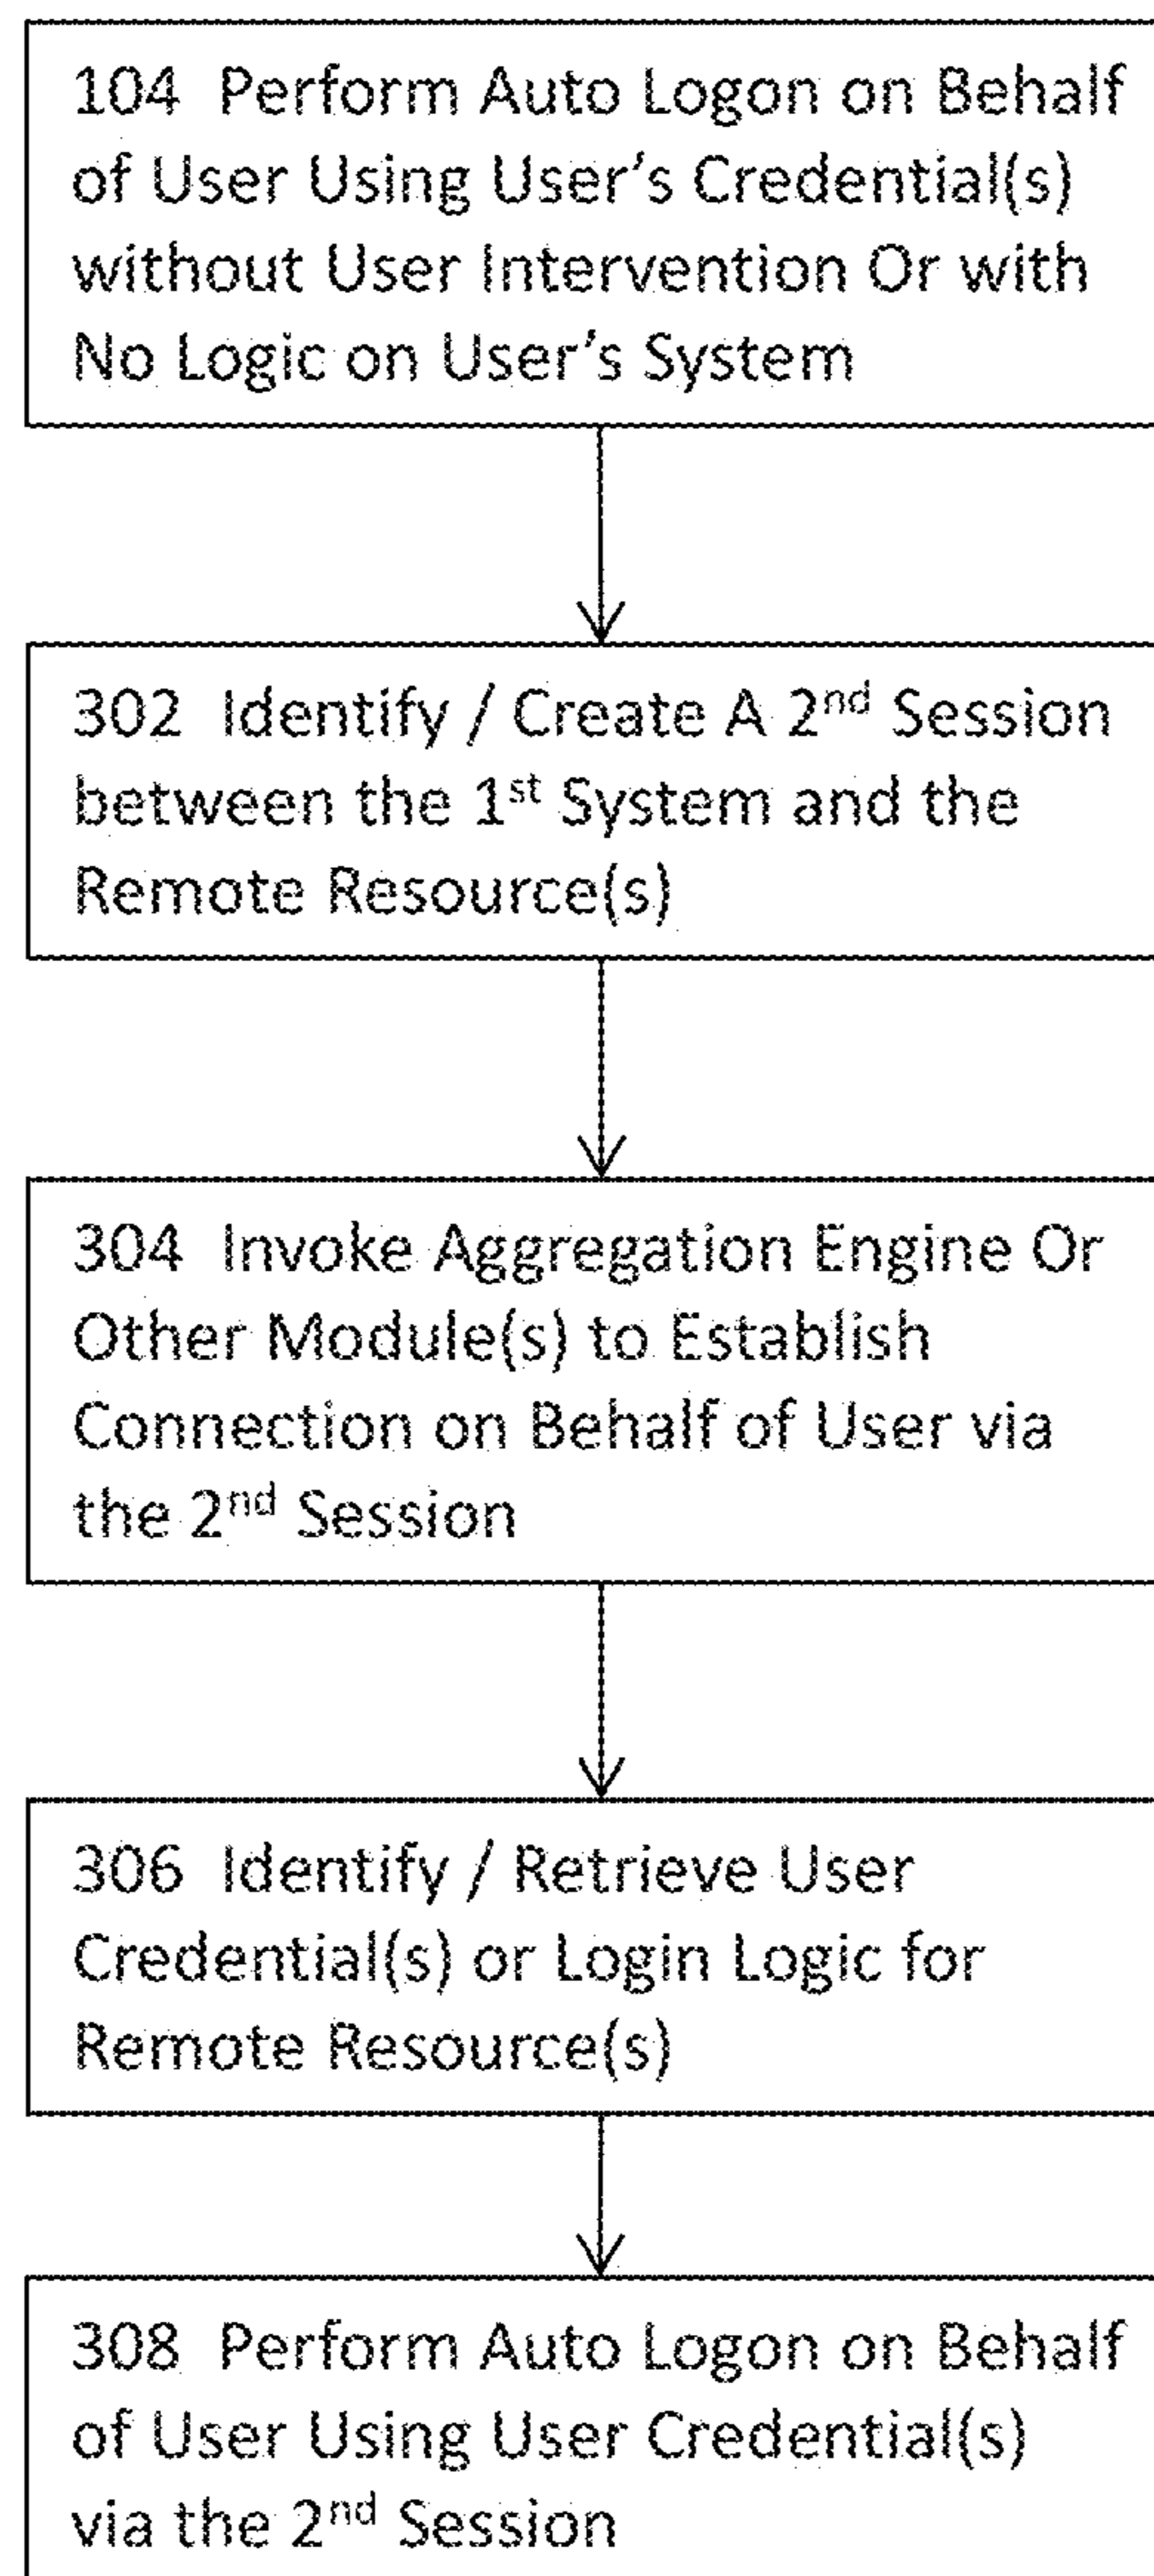 104 Perform Auto Logon on Behalf
of User Using User's Credential(s)
without User Intervention Or with
No Logic on User's System
302 Identify / Create A 2nd Session
between the 1st System and the
Remote Resource(s)
304 Invoke Aggregation Engine Or
Other Module(s) to Establish
Connection on Behalf of User via
the 2nd Session
306 Identify / Retrieve User
Credential(s) or Login Logic for
Remote Resource(s)
308 Perform Auto Logon on Behalf
of User Using User Credential(s)
via the 2nd Session